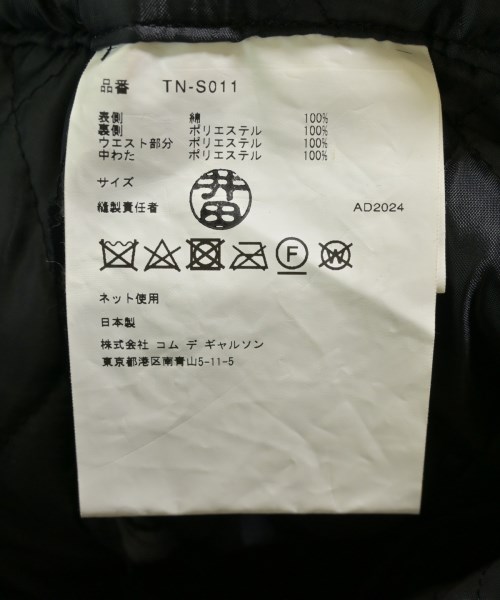 品番 TN-S011
表側 綿 100%
裏側 ポリエステル 100%
ウエスト部分 ポリエステル 100%
中わた ポリエステル 100%
サイズ
縫製責任者 井田 AD2024
F W
ネット使用
日本製
株式会社 コム デ ギャルソン
東京都港区南青山5-11-5